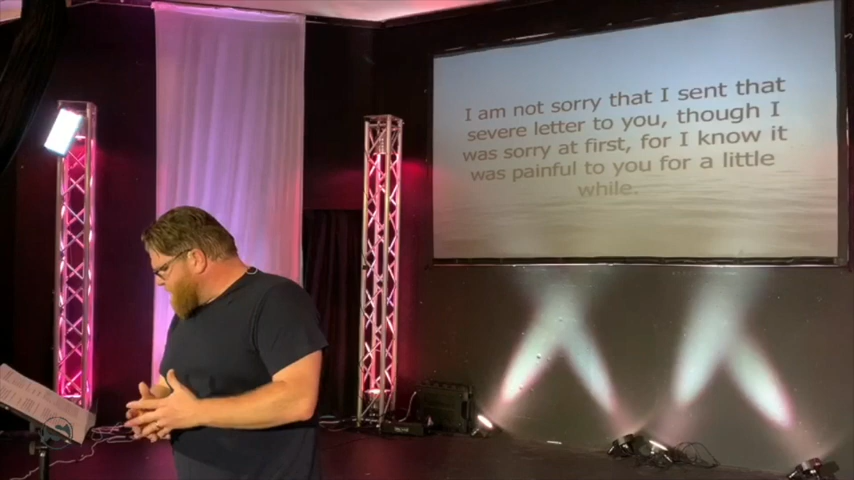 I am not sorry that I sent that
severe letter to you, though I
was sorry at first, for I know it
was painful to you for a little
while.